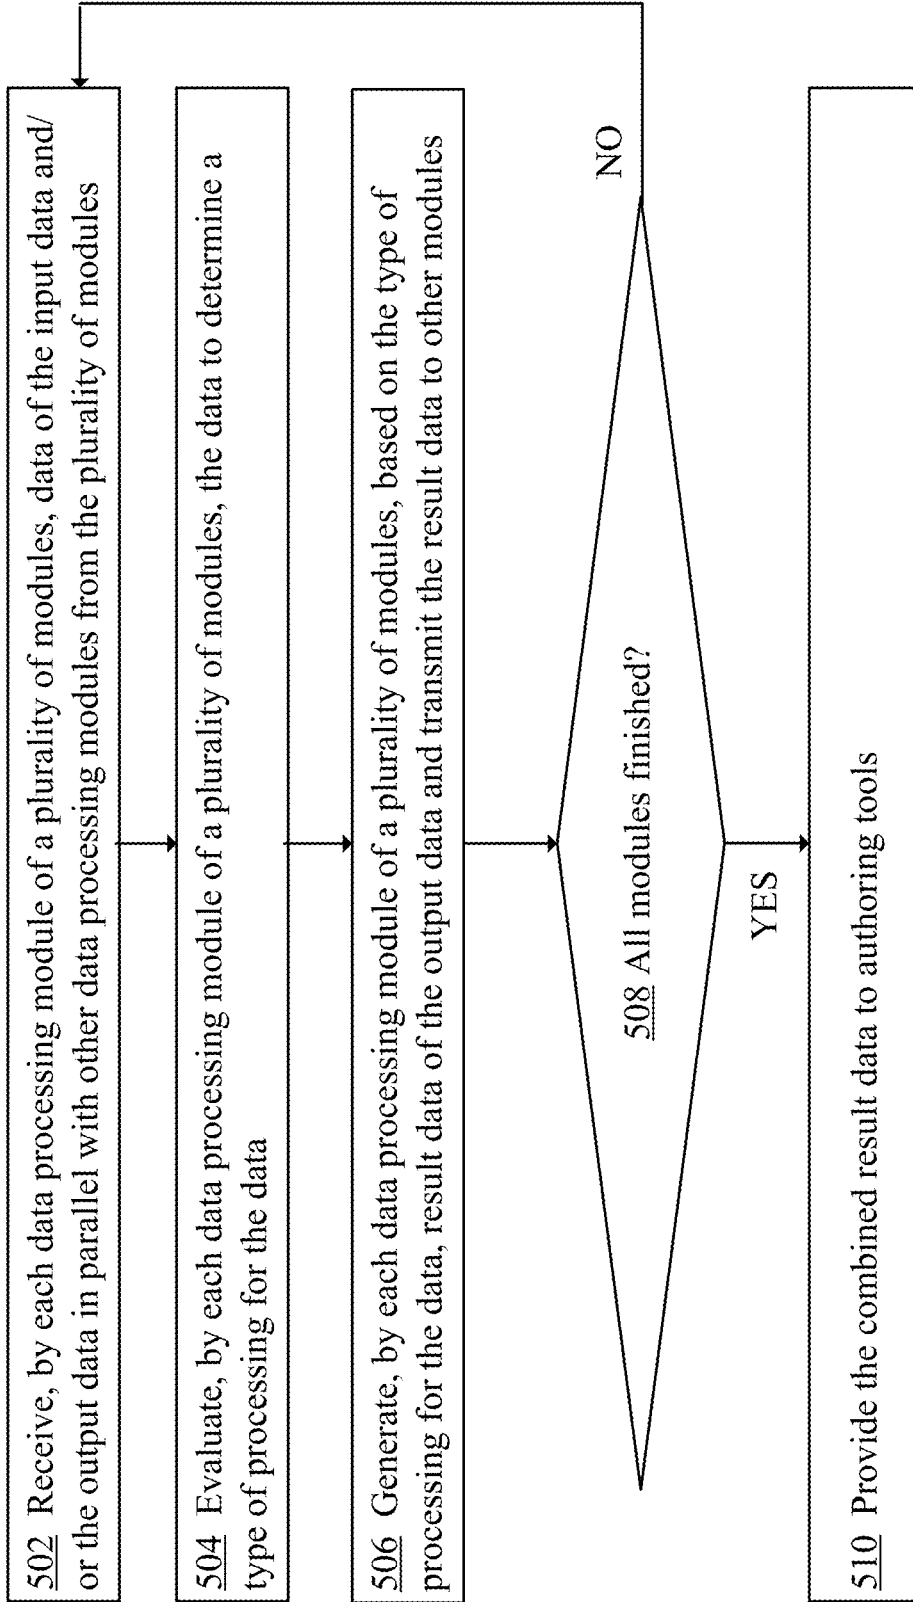 502 Receive, by each data processing module of a plurality of modules, data of the input data and/
or the output data in parallel with other data processing modules from the plurality of modules
504 Evaluate, by each data processing module of a plurality of modules, the data to determine a
type of processing for the data
506 Generate, by each data processing module of a plurality of modules, based on the type of
processing for the data, result data of the output data and transmit the result data to other modules
508 All modules finished?
NO
YES
510 Provide the combined result data to authoring tools